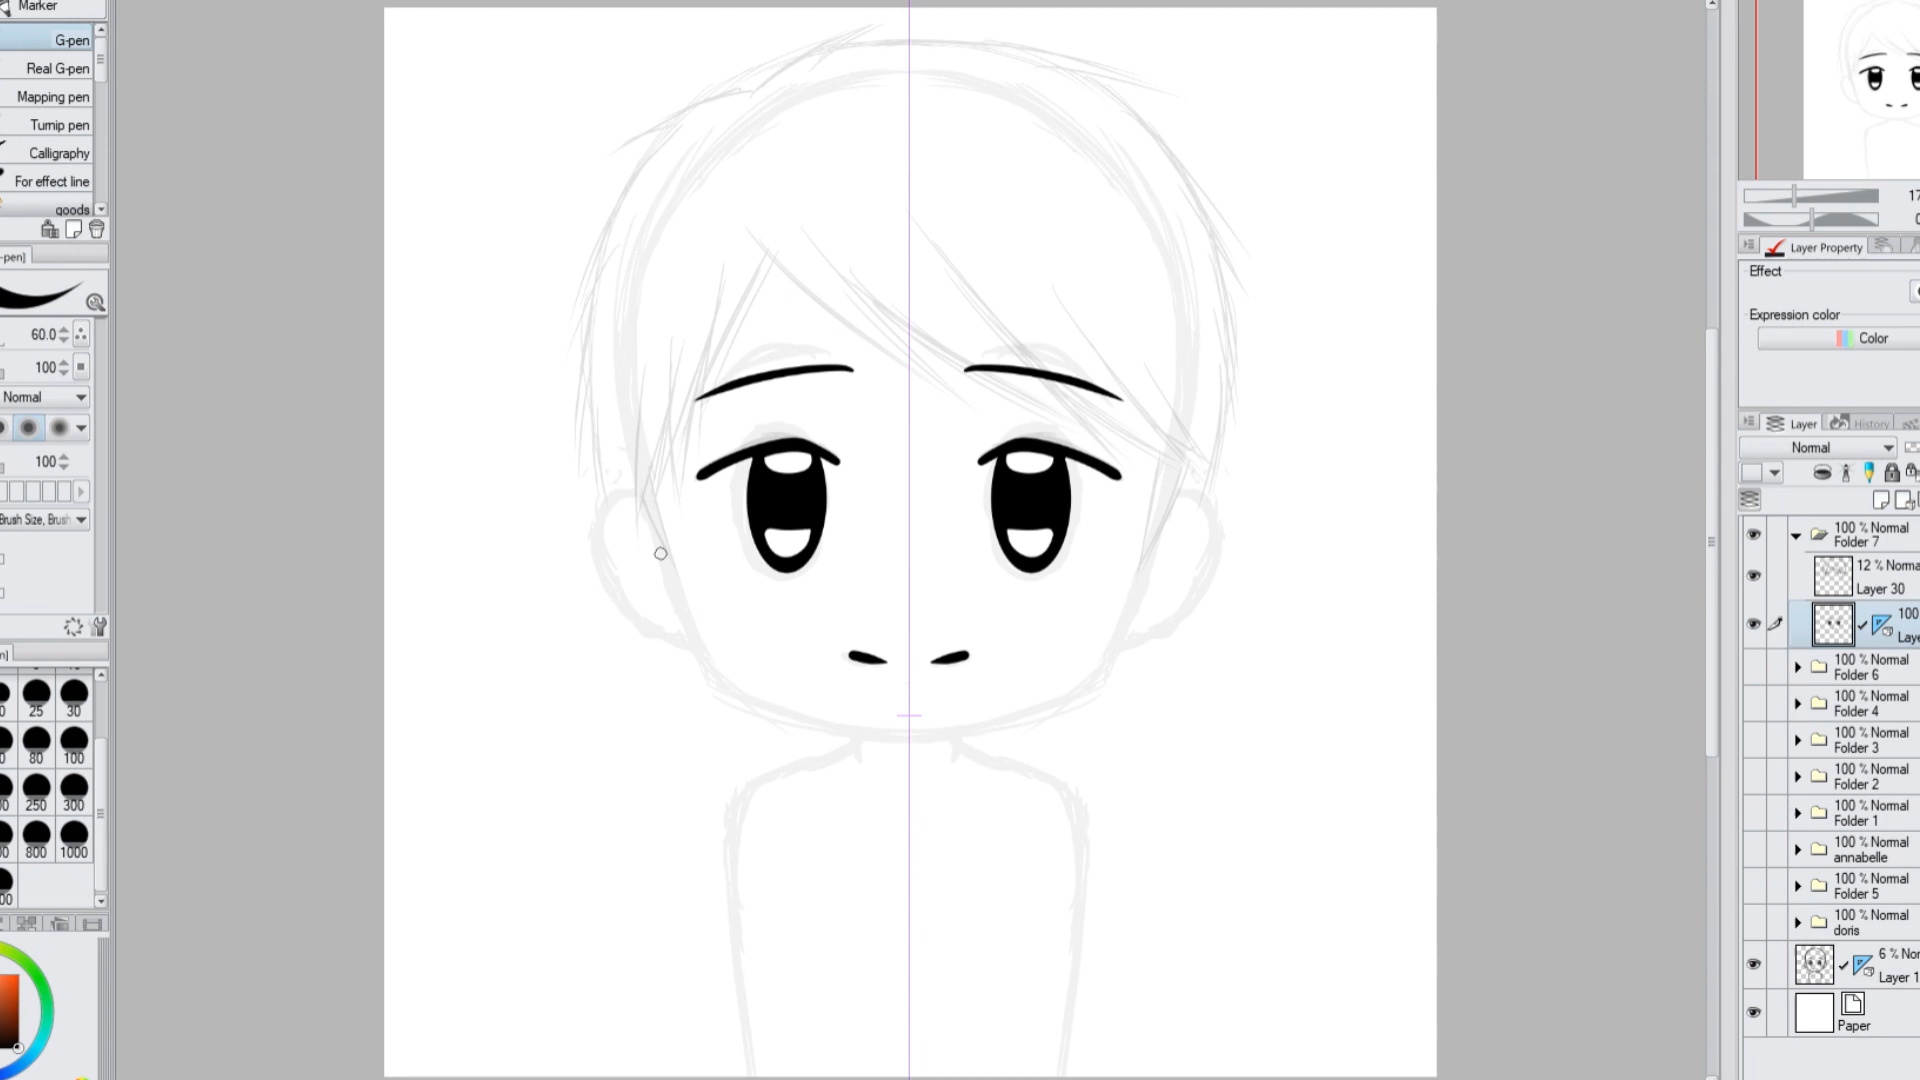 Marker
G-pen
Real G-pen
Mapping pen
Turnip pen
Calligraphy
For effect line
goods
-pen]
60.0
100
Normal
100
Brush Size, Brush
n]
25 30
80 100
250 300
800 1000
00
17
Layer Property
Effect
Expression color
Color
Layer
History
Normal
100 % Normal
Folder 7
12 % Norma
Layer 30
100
Laye
100 % Normal
Folder 6
100 % Normal
Folder 4
100 % Normal
Folder 3
100 % Normal
Folder 2
100 % Normal
Folder 1
100 % Normal
annabelle
100 % Normal
Folder 5
100 % Normal
doris
6 % Nor
Layer 1
Paper